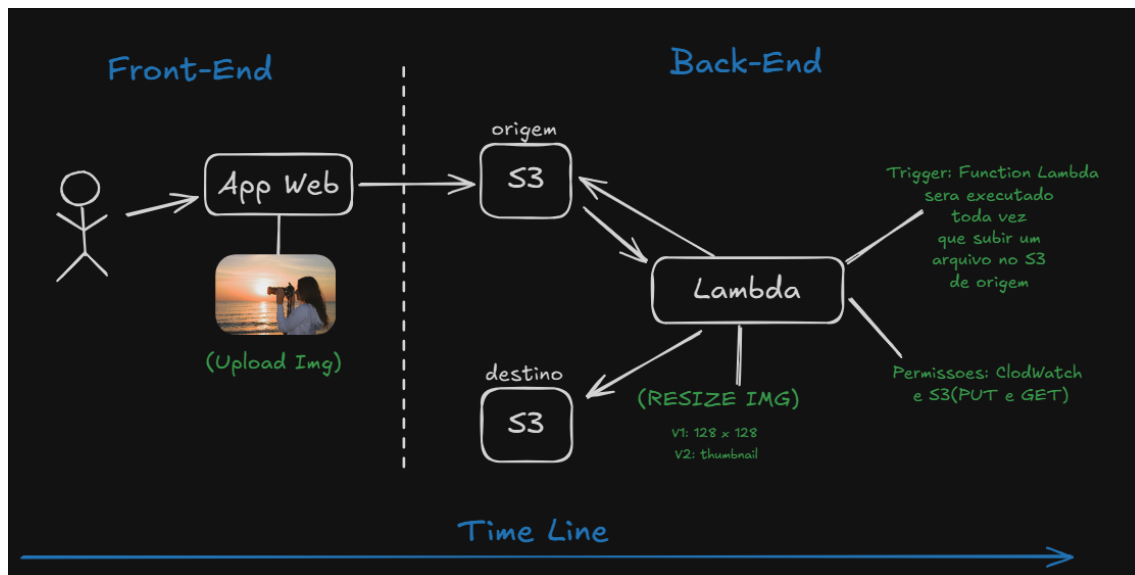 Front-End
Back-End
origem
S3
App Web
Trigger: Function Lambda
sera executado
toda vez
que subir um
arquivo no S3
de origem
Lambda
(Upload Img)
destino
S3
(RESIZE IMG)
V1: 128 x 128
V2: thumbnail
Permissoes: ClodWatch
e S3(PUT e GET)
Time Line